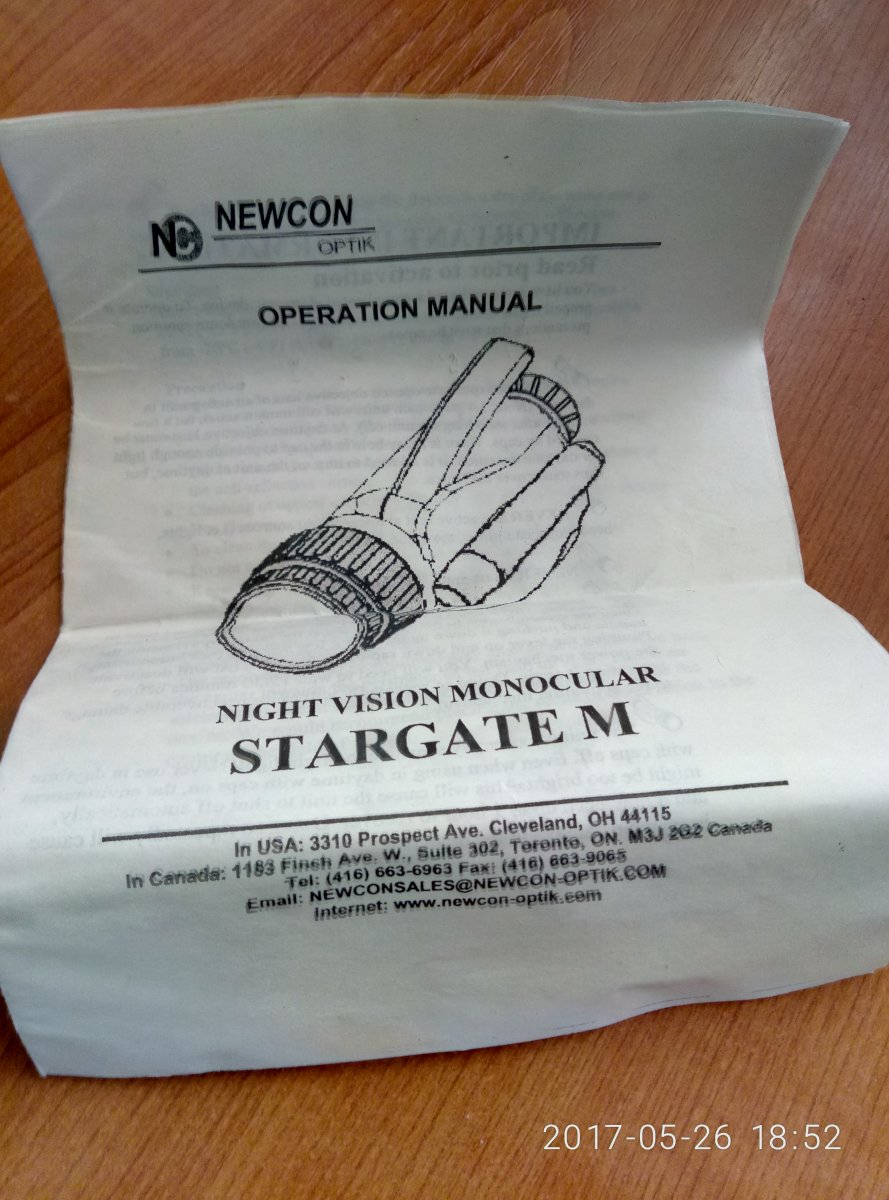 NC NEWCON
OPTIK
OPERATION MANUAL
NIGHT VISION MONOCULAR
STARGATE M
In USA: 3310 Prospect Ave. Cleveland, OH 44115
In Canada: 1183 Finch Ave. W., Suite 302, Toronto, ON. M3J 2G2 Canada
Tel: (416) 663-6963 Fax: (416) 663-9065
Email: NEWCONSALES@NEWCON-OPTIK.COM
Internet: www.newcon-optik.com
2017-05-26 18:52